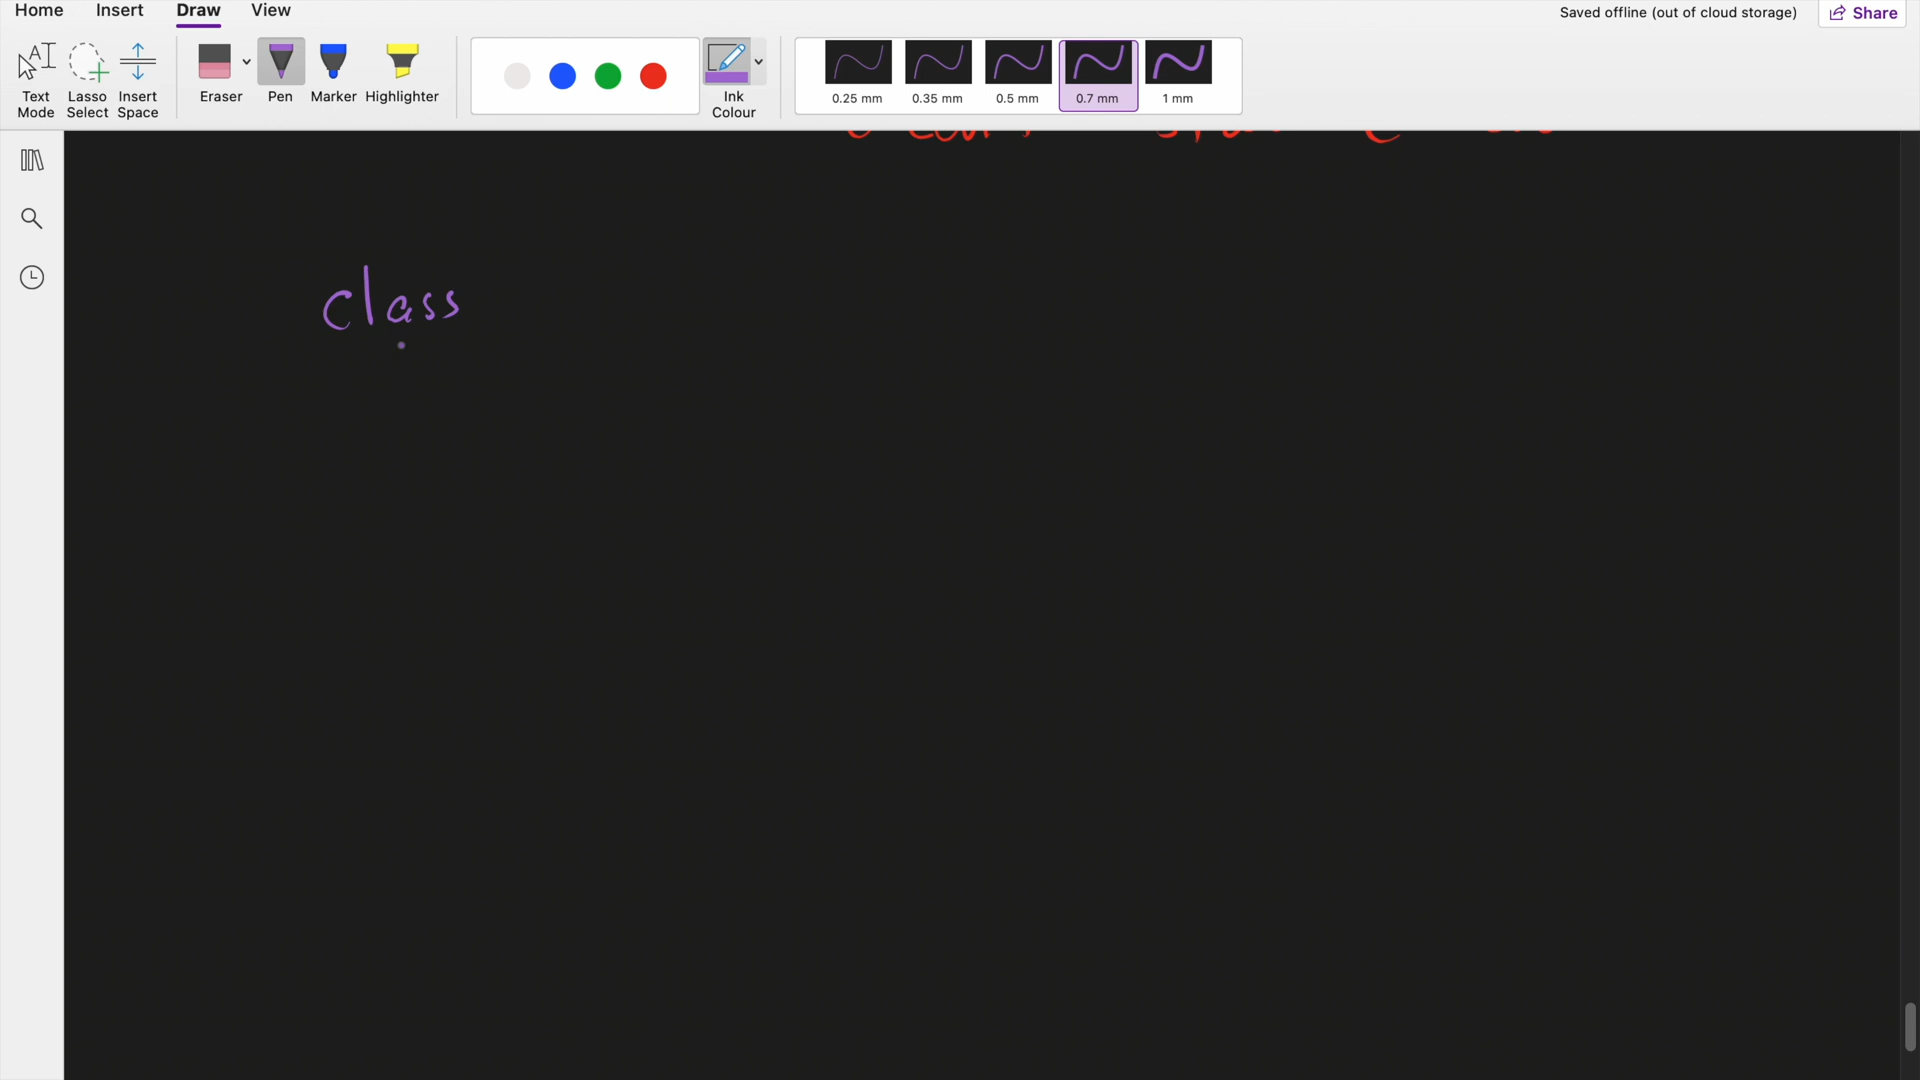 Home Insert Draw View
Saved offline (out of cloud storage)
Share
Text Mode
Lasso Select
Insert Space
Eraser
Pen
Marker
Highlighter
Ink Colour
0.25 mm
0.35 mm
0.5 mm
0.7 mm
1 mm
class